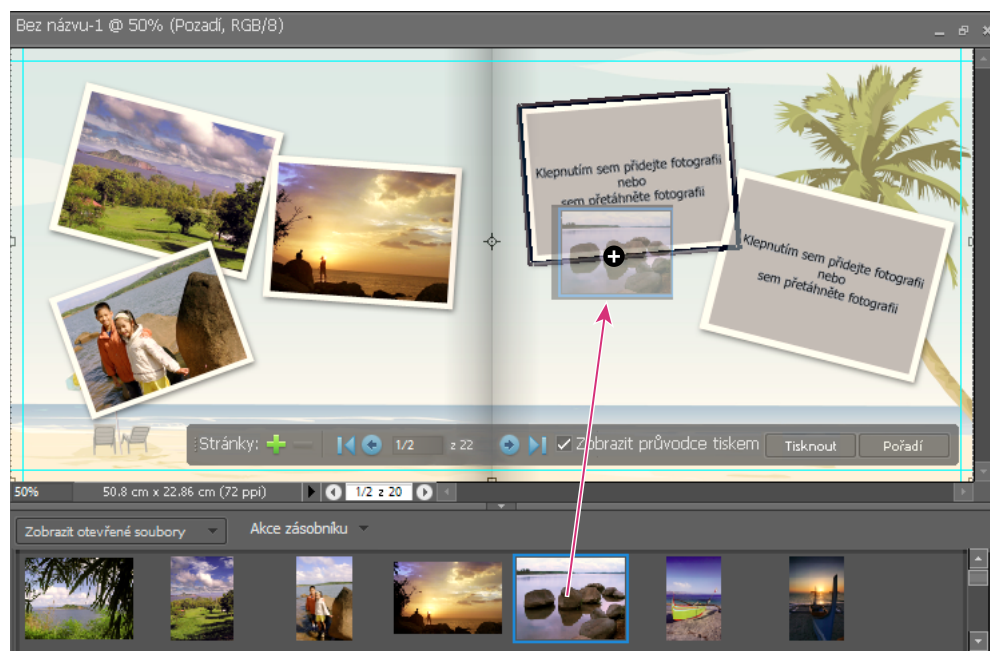 Bez názvu-1 @ 50% (Pozadí, RGB/8)
Klepnutím sem přidejte fotografii
nebo
sem přetáhněte fotografii
Klepnutím sem přidejte fotografii
nebo
sem přetáhněte fotografii
Stránky: 1/2 z 22 Zobrazit průvodce tiskem Tisknout Pořadí
50% 50.8 cm x 22.86 cm (72 ppi) 1/2 z 20
Zobrazit otevřené soubory Akce zásobníku